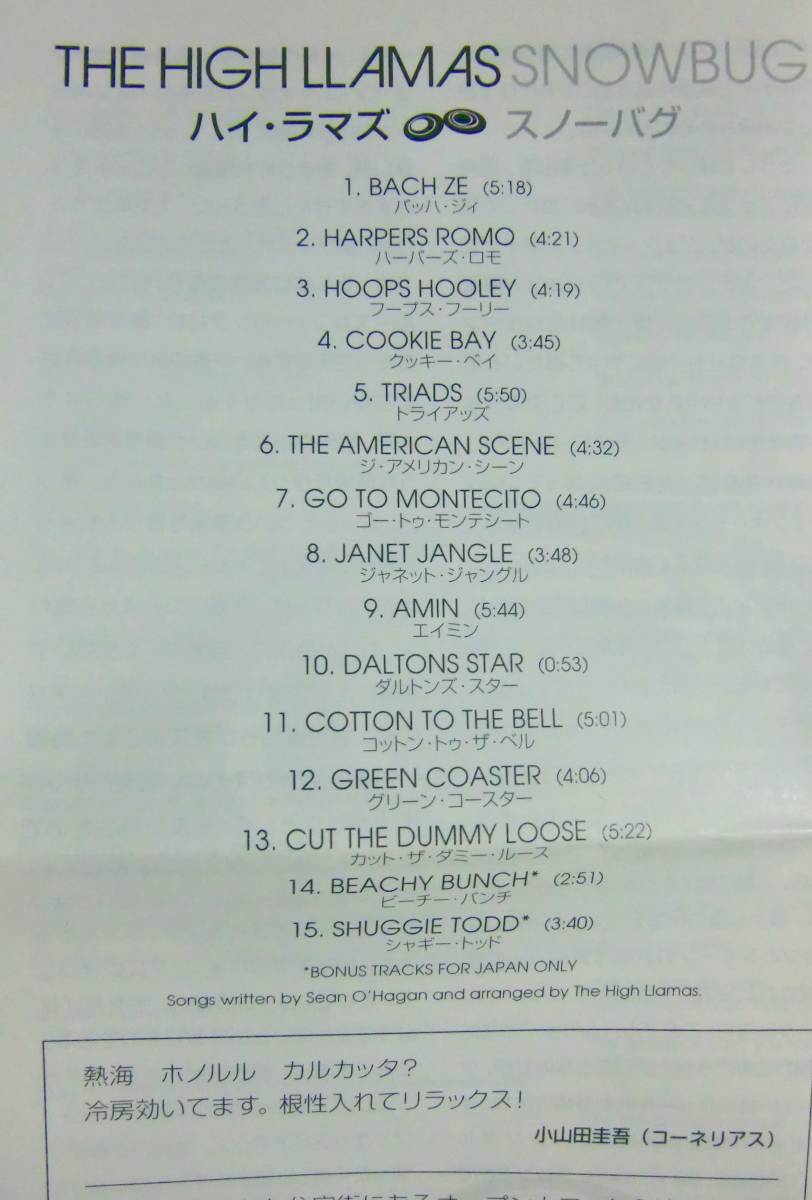 THE HIGH LLAMAS SNOWBUG
ハイ・ラマズ スノーバグ
1. BACH ZE (5:18)
バッハ・ジィ
2. HARPERS ROMO (4:21)
ハーパーズ・ロモ
3. HOOPS HOOLEY (4:19)
フープス・フーリー
4. COOKIE BAY (3:45)
クッキー・ベイ
5. TRIADS (5:50)
トライアッズ
6. THE AMERICAN SCENE (4:32)
ジ・アメリカン・シーン
7. GO TO MONTECITO (4:46)
ゴー・トゥ・モンテシート
8. JANET JANGLE (3:48)
ジャネット・ジャングル
9. AMIN (5:44)
エイミン
10. DALTONS STAR (0:53)
ダルトンズ・スター
11. COTTON TO THE BELL (5:01)
コットン・トゥ・ザ・ベル
12. GREEN COASTER (4:06)
グリーン・コースター
13. CUT THE DUMMY LOOSE (5:22)
カット・ザ・ダミー・ルース
14. BEACHY BUNCH* (2:51)
ビーチー・バンチ
15. SHUGGIE TODD* (3:40)
シャギー・トッド
*BONUS TRACKS FOR JAPAN ONLY
Songs written by Sean O'Hagan and arranged by The High Llamas.
熱海 ホノルル カルカッタ?
冷房効いてます。根性入れてリラックス!
小山田圭吾(コーネリアス)